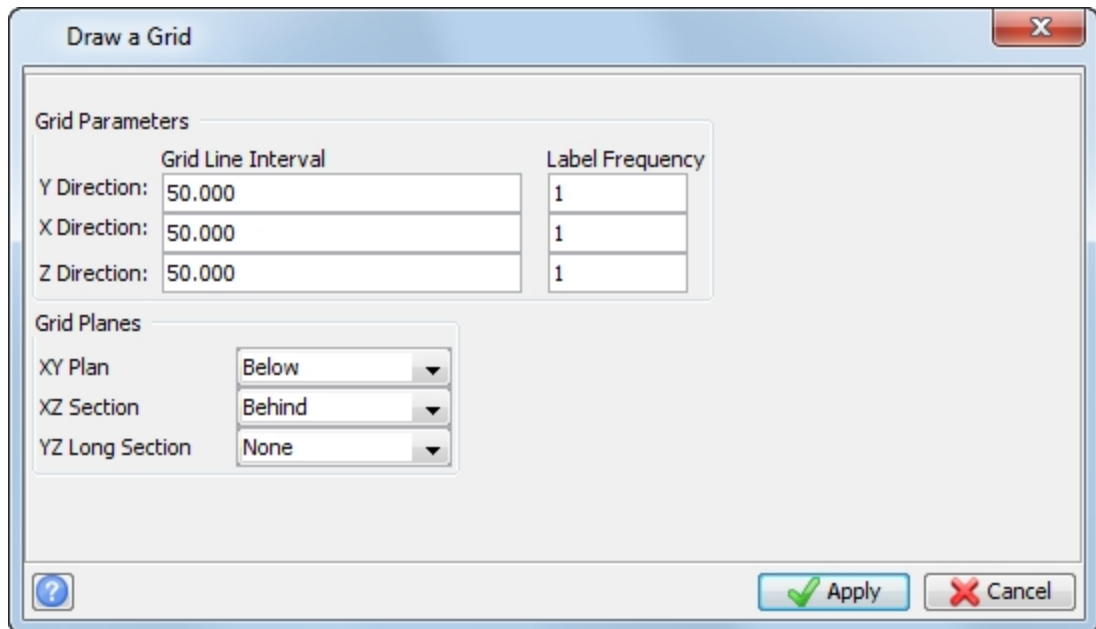 Draw a Grid
Grid Parameters
Grid Line Interval Label Frequency
Y Direction: 50.000 1
X Direction: 50.000 1
Z Direction: 50.000 1
Grid Planes
XY Plan Below
XZ Section Behind
YZ Long Section None
? Apply Cancel